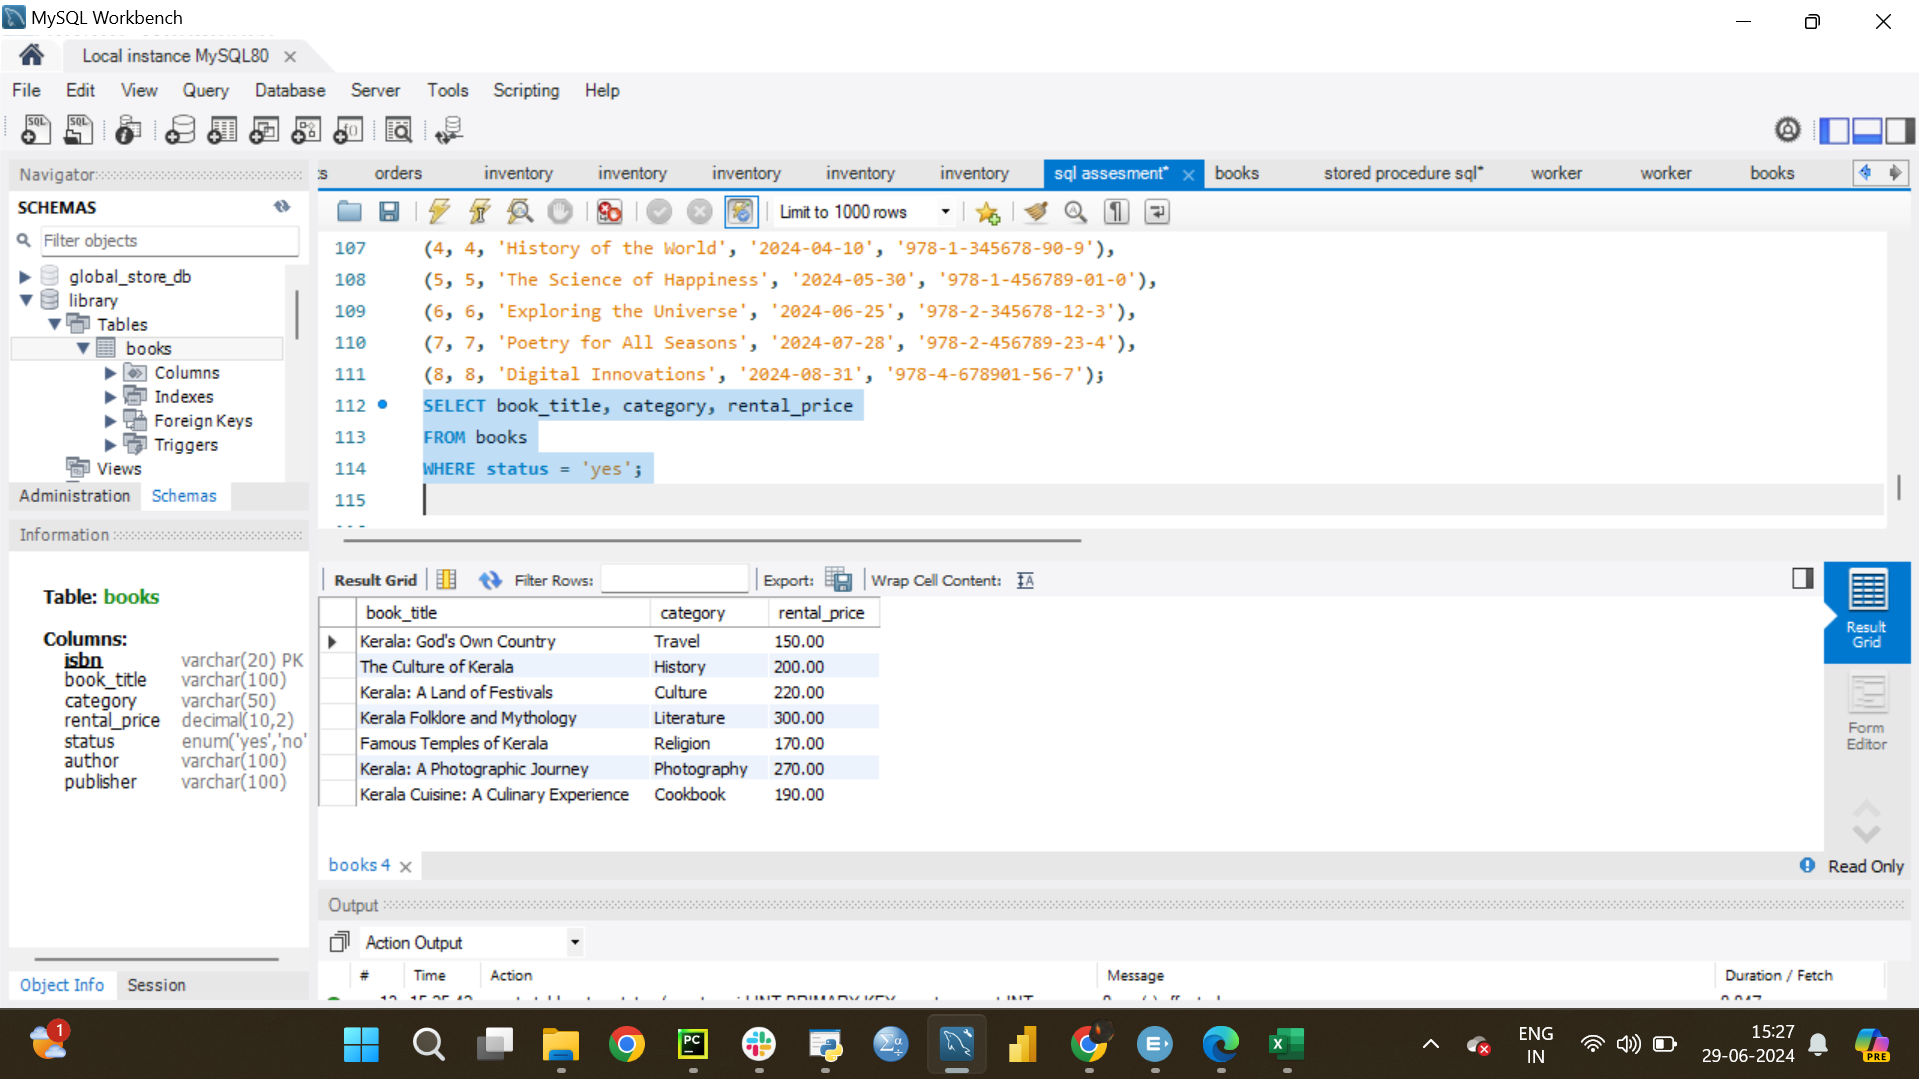 MySQL Workbench
Local instance MySQL80
File Edit View Query Database Server Tools Scripting Help
Navigator
SCHEMAS
Filter objects
global_store_db
library
Tables
books
Columns
Indexes
Foreign Keys
Triggers
Views
Administration Schemas
Information
Table: books
Columns:
isbn varchar(20) PK
book_title varchar(100)
category varchar(50)
rental_price decimal(10,2)
status enum('yes','no'
author varchar(100)
publisher varchar(100)
Object Info Session
ts orders inventory inventory inventory inventory inventory sql assesment* books stored procedure sql* worker worker books
Limit to 1000 rows
107 (4, 4, 'History of the World', '2024-04-10', '978-1-345678-90-9'),
108 (5, 5, 'The Science of Happiness', '2024-05-30', '978-1-456789-01-0'),
109 (6, 6, 'Exploring the Universe', '2024-06-25', '978-2-345678-12-3'),
110 (7, 7, 'Poetry for All Seasons', '2024-07-28', '978-2-456789-23-4'),
111 (8, 8, 'Digital Innovations', '2024-08-31', '978-4-678901-56-7');
112 SELECT book_title, category, rental_price
113 FROM books
114 WHERE status = 'yes';
115
Result Grid Filter Rows: Export: Wrap Cell Content:
book_title category rental_price
Kerala: God's Own Country Travel 150.00
The Culture of Kerala History 200.00
Kerala: A Land of Festivals Culture 220.00
Kerala Folklore and Mythology Literature 300.00
Famous Temples of Kerala Religion 170.00
Kerala: A Photographic Journey Photography 270.00
Kerala Cuisine: A Culinary Experience Cookbook 190.00
Result
Grid
Form
Editor
books 4
Read Only
Output
Action Output
# Time Action Message Duration / Fetch
1
PC
PRE
ENG
IN
15:27
29-06-2024